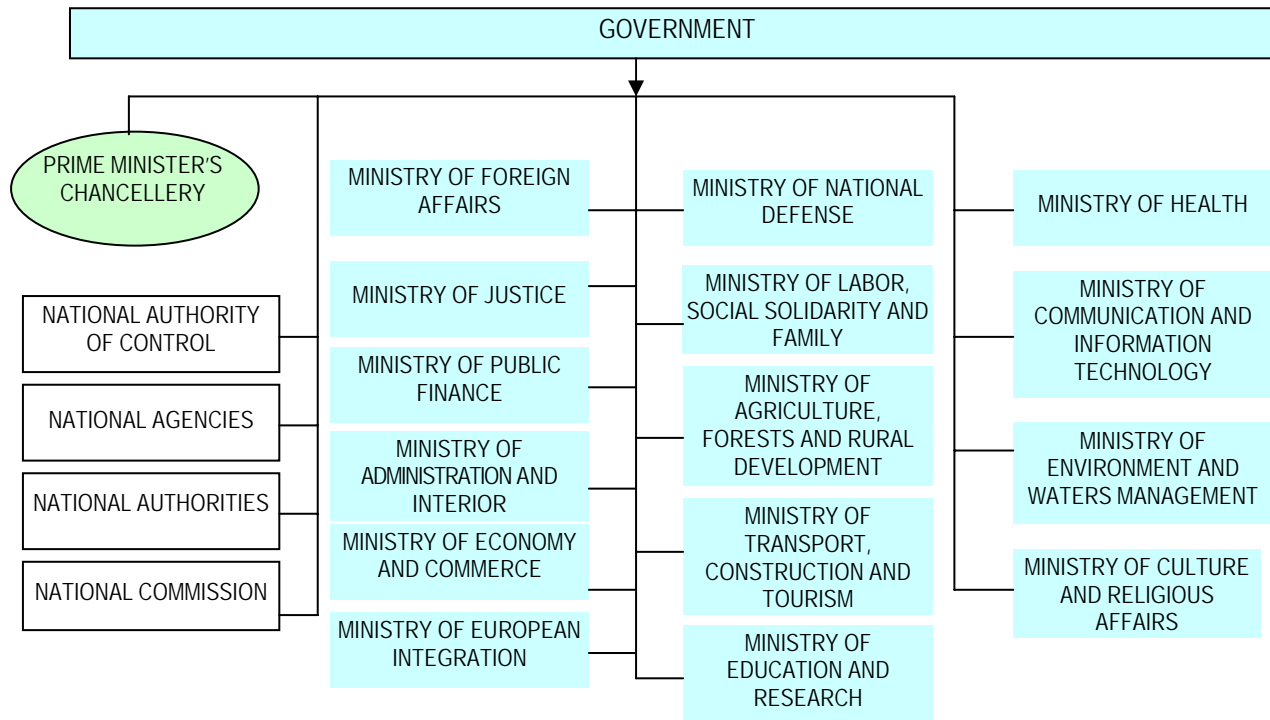 GOVERNMENT
PRIME MINISTER'S
CHANCELLERY
NATIONAL AUTHORITY
OF CONTROL
NATIONAL AGENCIES
NATIONAL AUTHORITIES
NATIONAL COMMISSION
MINISTRY OF FOREIGN
AFFAIRS
MINISTRY OF JUSTICE
MINISTRY OF PUBLIC
FINANCE
MINISTRY OF
ADMINISTRATION AND
INTERIOR
MINISTRY OF ECONOMY
AND COMMERCE
MINISTRY OF EUROPEAN
INTEGRATION
MINISTRY OF NATIONAL
DEFENSE
MINISTRY OF LABOR,
SOCIAL SOLIDARITY AND
FAMILY
MINISTRY OF
AGRICULTURE,
FORESTS AND RURAL
DEVELOPMENT
MINISTRY OF
TRANSPORT,
CONSTRUCTION AND
TOURISM
MINISTRY OF
EDUCATION AND
RESEARCH
MINISTRY OF HEALTH
MINISTRY OF
COMMUNICATION AND
INFORMATION
TECHNOLOGY
MINISTRY OF
ENVIRONMENT AND
WATERS MANAGEMENT
MINISTRY OF CULTURE
AND RELIGIOUS
AFFAIRS